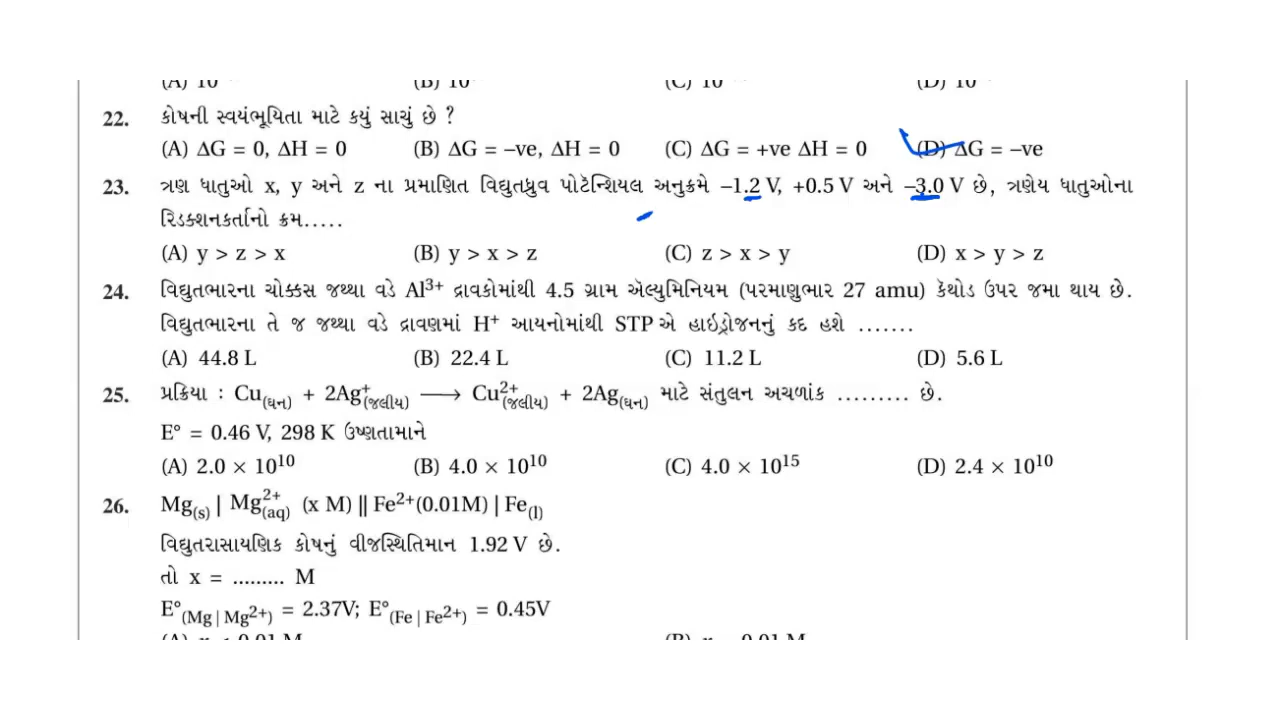 (A) 10 (B) 10 (C) 10 (D) 10
22. કોષની સ્વયંભૂયિતા માટે કયું સાચું છે ?
(A) ΔG = 0, ΔH = 0 (B) ΔG = –ve, ΔH = 0 (C) ΔG = +ve ΔH = 0 (D) ΔG = –ve
23. ત્રણ ધાતુઓ x, y અને z ના પ્રમાણિત વિદ્યુતધ્રુવ પોટૅન્શિયલ અનુક્રમે –1.2 V, +0.5 V અને –3.0 V છે, ત્રણેય ધાતુઓના
રિડક્શનકર્તાનો ક્રમ.....
(A) y > z > x (B) y > x > z (C) z > x > y (D) x > y > z
24. વિદ્યુતભારના ચોક્કસ જથ્થા વડે Al³⁺ દ્રાવકોમાંથી 4.5 ગ્રામ ઍલ્યુમિનિયમ (પરમાણુભાર 27 amu) કૅથોડ ઉપર જમા થાય છે.
વિદ્યુતભારના તે જ જથ્થા વડે દ્રાવણમાં H⁺ આયનોમાંથી STP એ હાઇડ્રોજનનું કદ હશે .......
(A) 44.8 L (B) 22.4 L (C) 11.2 L (D) 5.6 L
25. પ્રક્રિયા : Cu(ઘન) + 2Ag⁺(જલીય) ⟶ Cu²⁺(જલીય) + 2Ag(ઘન) માટે સંતુલન અચળાંક ......... છે.
E° = 0.46 V, 298 K ઉષ્ણતામાને
(A) 2.0 × 10¹⁰ (B) 4.0 × 10¹⁰ (C) 4.0 × 10¹⁵ (D) 2.4 × 10¹⁰
26. Mg(s) | Mg²⁺(aq) (x M) || Fe²⁺(0.01M) | Fe(l)
વિદ્યુતરાસાયણિક કોષનું વીજસ્થિતિમાન 1.92 V છે.
તો x = ......... M
E°(Mg | Mg²⁺) = 2.37V; E°(Fe | Fe²⁺) = 0.45V